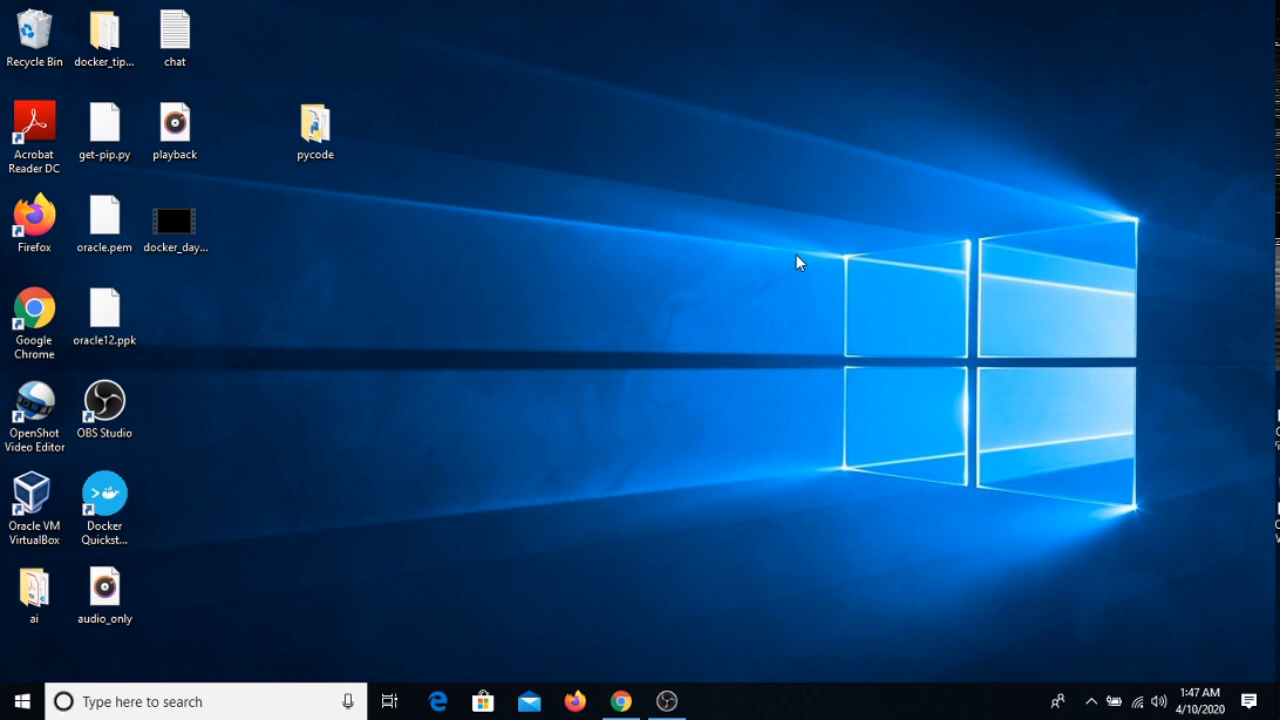 Recycle Bin
docker_tip...
chat
Acrobat
Reader DC
get-pip.py
playback
pycode
Firefox
oracle.pem
docker_day...
Google
Chrome
oracle12.ppk
OpenShot
Video Editor
OBS Studio
Oracle VM
VirtualBox
Docker
Quickst...
ai
audio_only
Type here to search
1:47 AM
4/10/2020